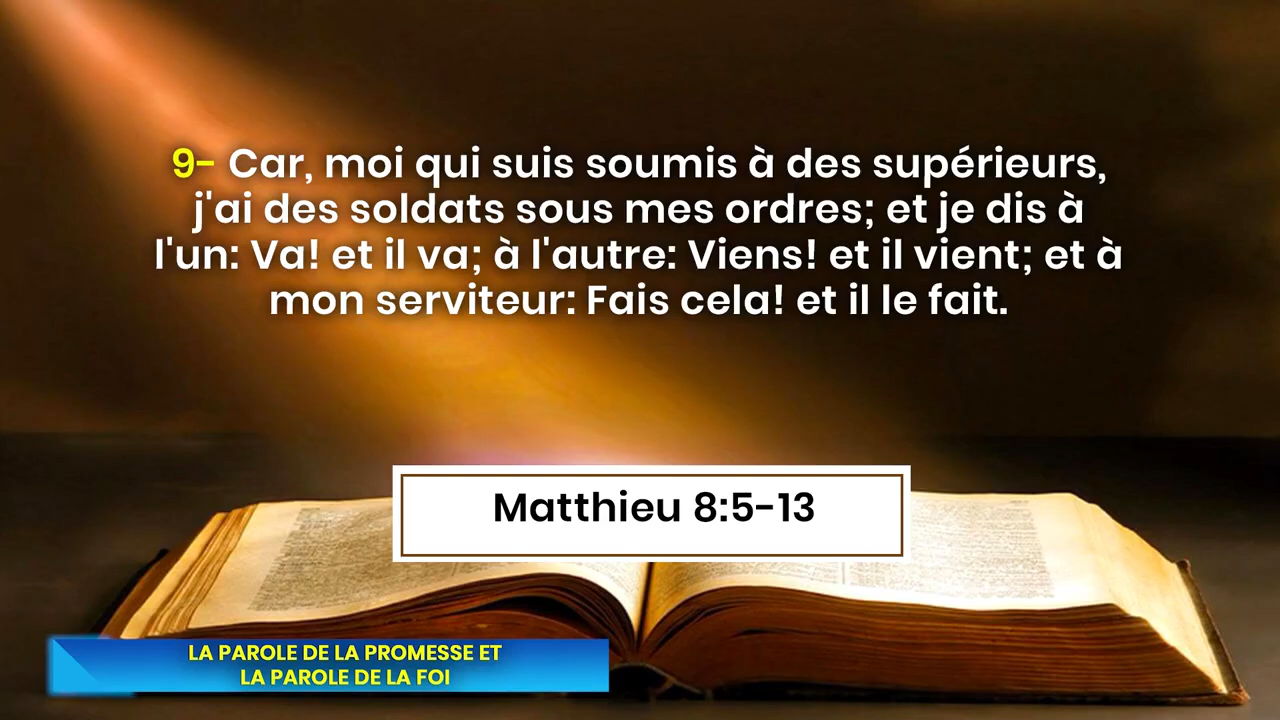 9- Car, moi qui suis soumis à des supérieurs,
j'ai des soldats sous mes ordres; et je dis à
l'un: Va! et il va; à l'autre: Viens! et il vient; et à
mon serviteur: Fais cela! et il le fait.
Matthieu 8:5-13
LA PAROLE DE LA PROMESSE ET
LA PAROLE DE LA FOI